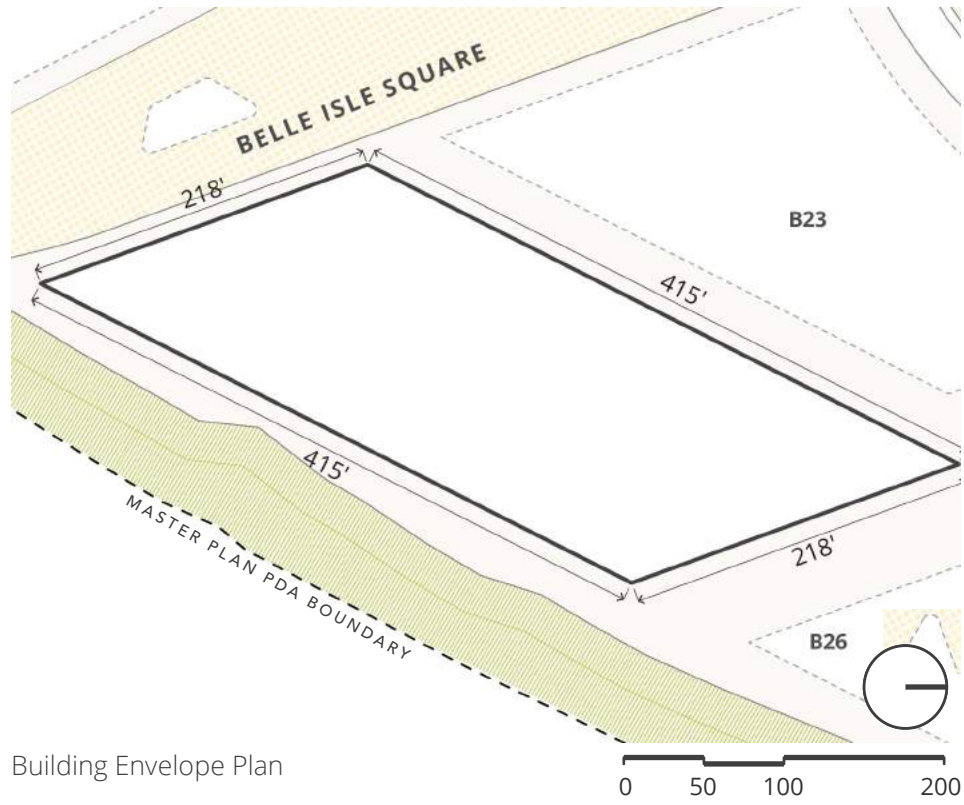 BELLE ISLE SQUARE
218'
B23
415'
415'
218'
MASTER PLAN PDA BOUNDARY
B26
Building Envelope Plan
0 50 100 200